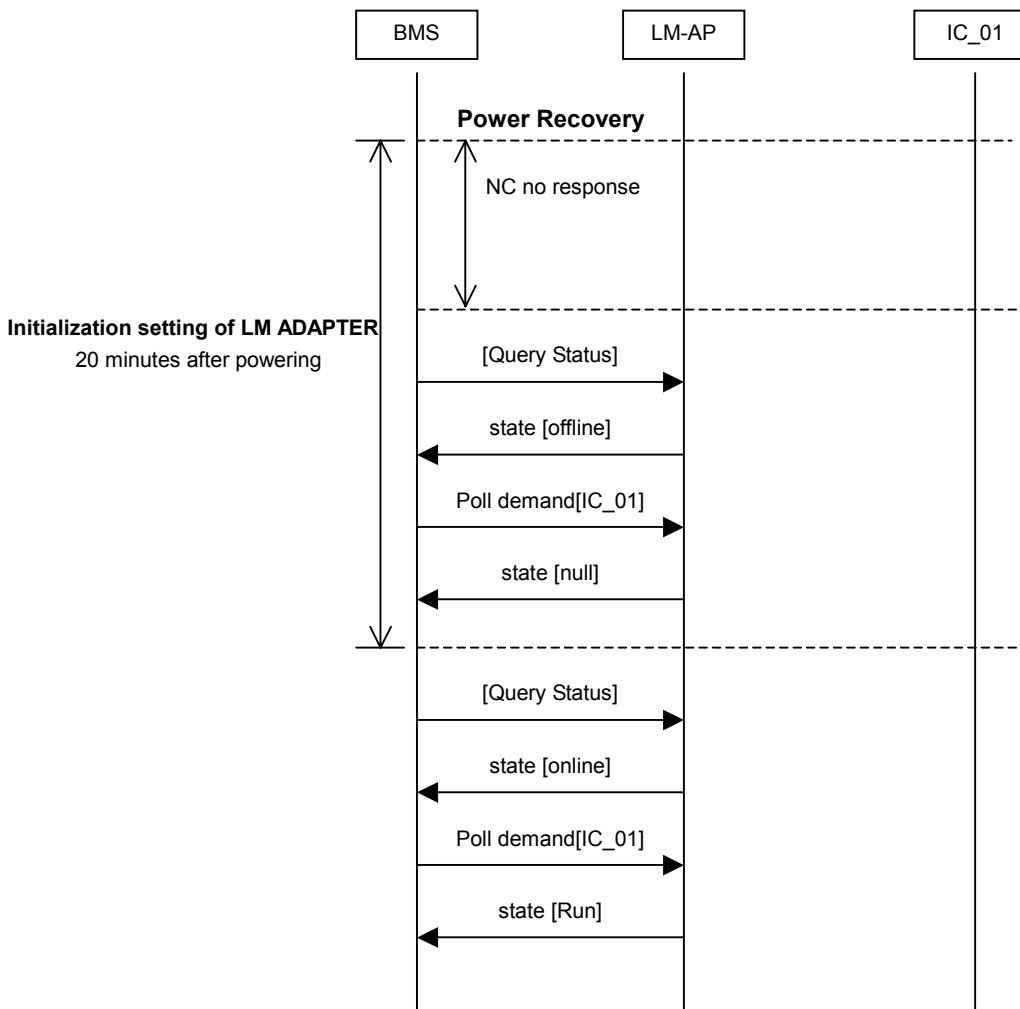 BMS
LM-AP
IC_01
Power Recovery
NC no response
Initialization setting of LM ADAPTER
20 minutes after powering
[Query Status]
state [offline]
Poll demand[IC_01]
state [null]
[Query Status]
state [online]
Poll demand[IC_01]
state [Run]